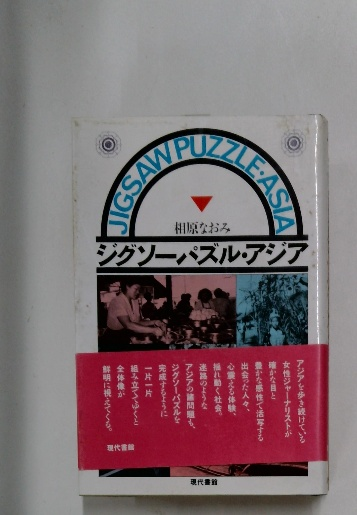 JIGSAW PUZZLE・ASIA
相原なおみ
ジグソーパズル・アジア
アジアを歩き続けている
女性ジャーナリストが
確かな目と
豊かな感性で活写する
出会った人々、
心震える体験、
揺れ動く社会。
迷路のような
アジアの諸問題も、
ジグソーパズルを
完成するように
一片一片
組み立ててゆくと
全体像が
鮮明に視えてくる。
現代書館
現代書館